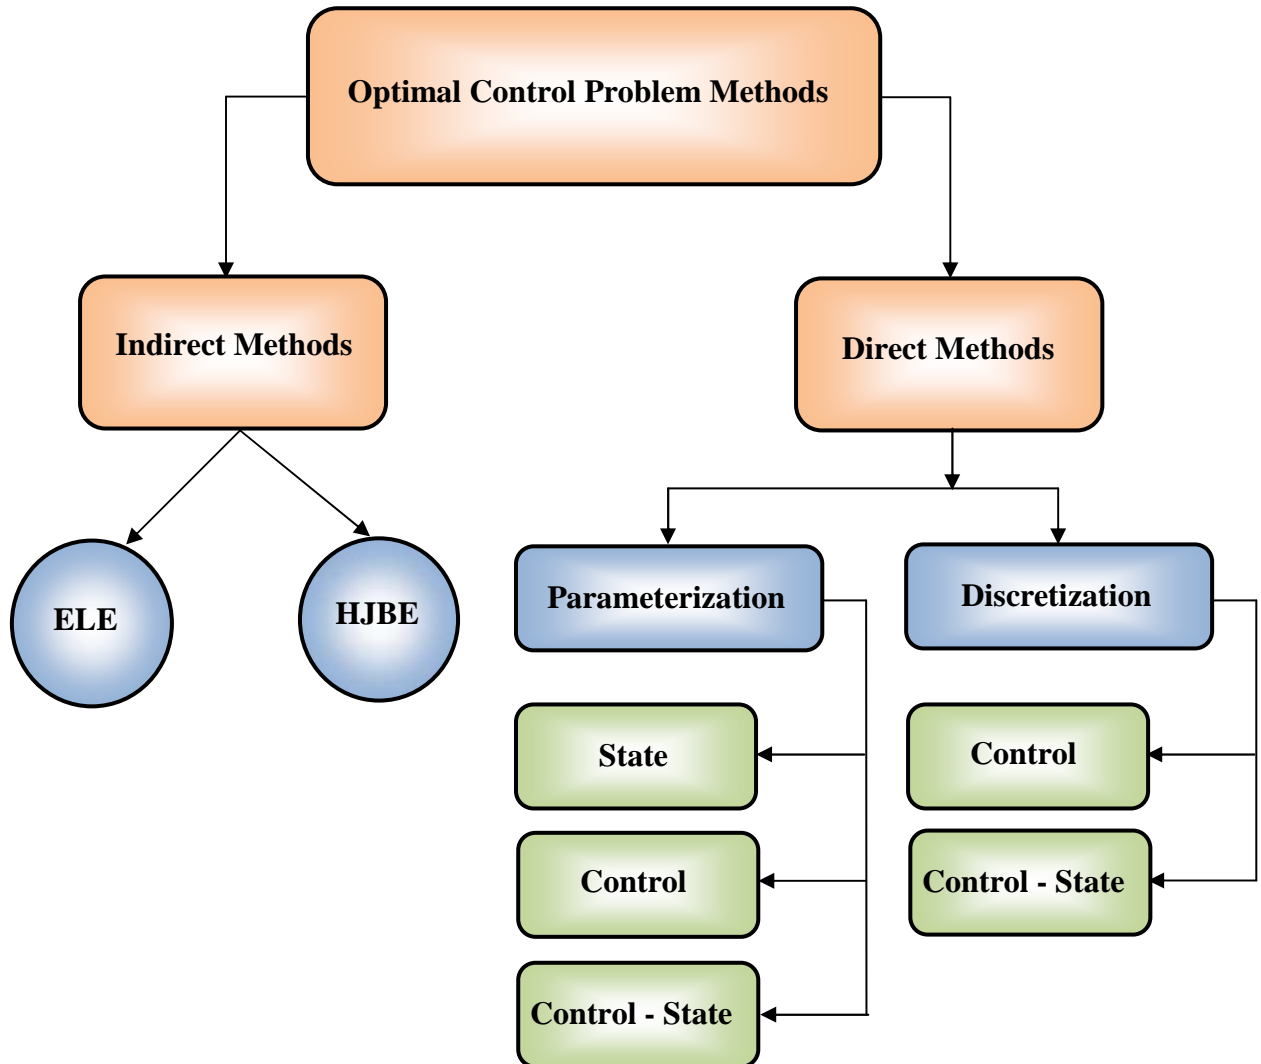 Optimal Control Problem Methods
Indirect Methods
Direct Methods
ELE
HJBE
Parameterization
Discretization
State
Control
Control
Control - State
Control - State